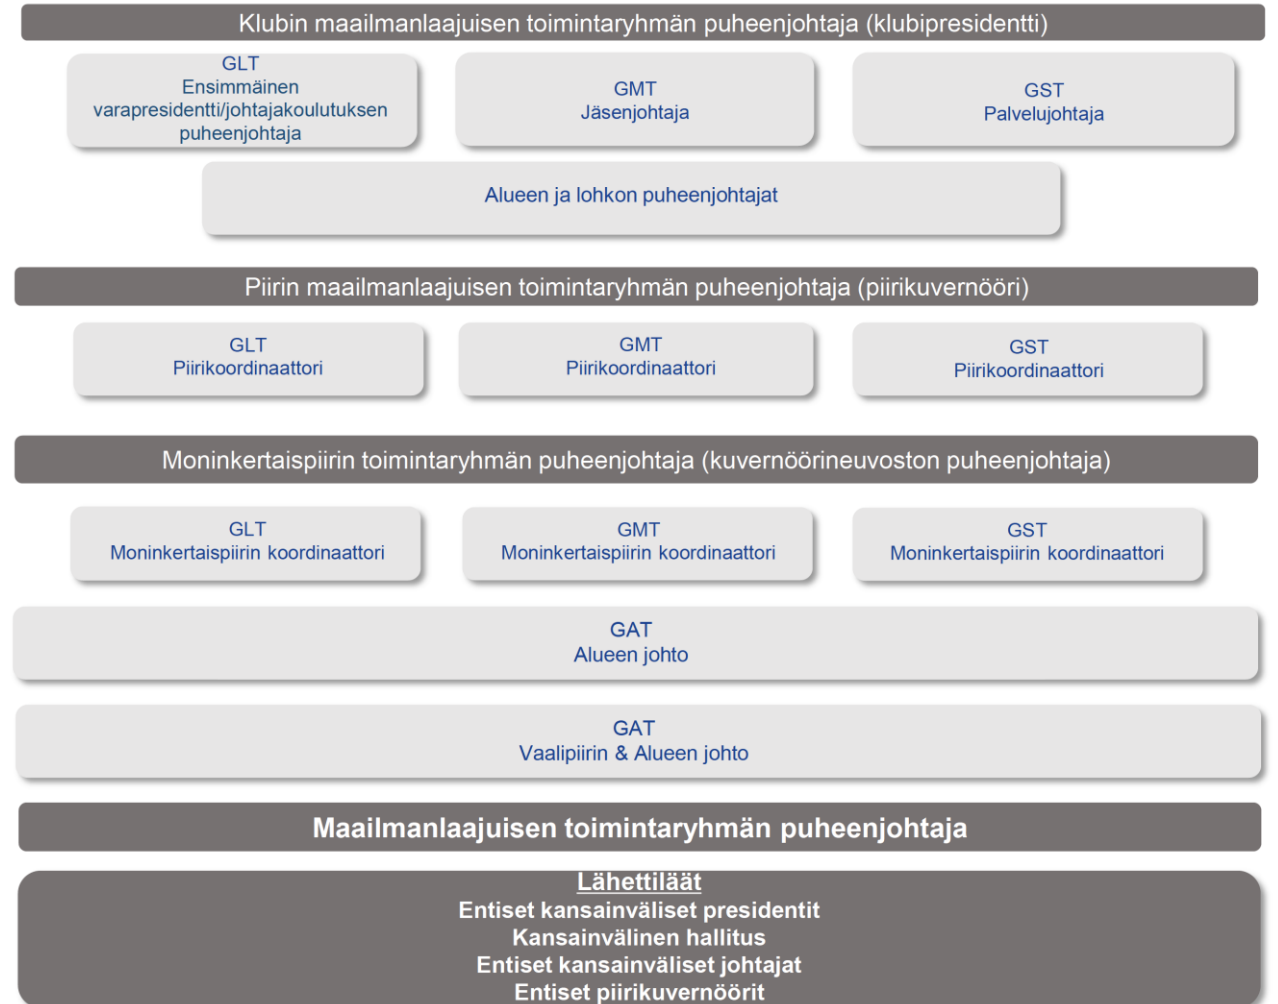 Klubin maailmanlaajuisen toimintaryhmän puheenjohtaja (klubipresidentti)
GLT
Ensimmäinen
varapresidentti/johtajakoulutuksen
puheenjohtaja
GMT
Jäsenjohtaja
GST
Palvelujohtaja
Alueen ja lohkon puheenjohtajat
Piirin maailmanlaajuisen toimintaryhmän puheenjohtaja (piirikuvernööri)
GLT
Piirikoordinaattori
GMT
Piirikoordinaattori
GST
Piirikoordinaattori
Moninkertaispiirin toimintaryhmän puheenjohtaja (kuvernöörineuvoston puheenjohtaja)
GLT
Moninkertaispiirin koordinaattori
GMT
Moninkertaispiirin koordinaattori
GST
Moninkertaispiirin koordinaattori
GAT
Alueen johto
GAT
Vaalipiirin & Alueen johto
Maailmanlaajuisen toimintaryhmän puheenjohtaja
Lähettiläät
Entiset kansainväliset presidentit
Kansainvälinen hallitus
Entiset kansainväliset johtajat
Entiset piirikuvernöörit